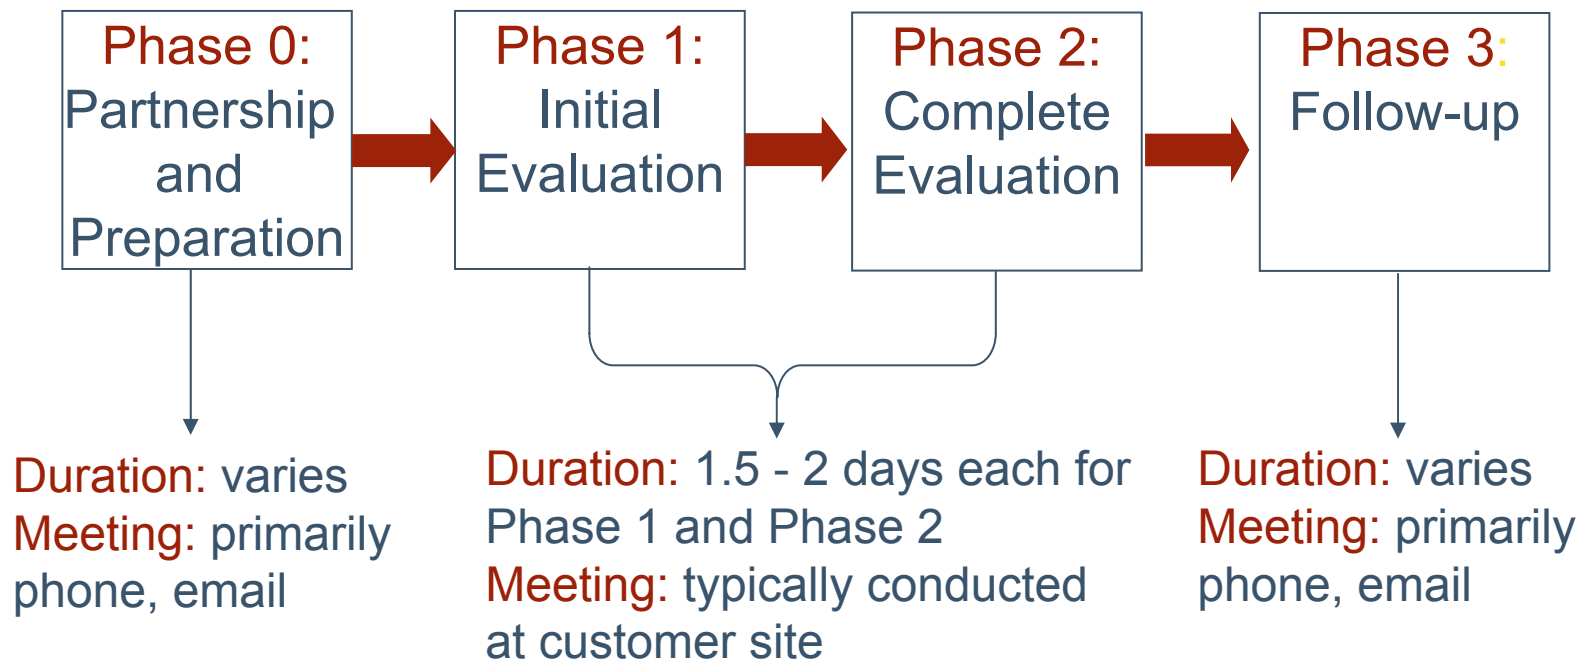 Phase 0:
Partnership
and
Preparation
Phase 1:
Initial
Evaluation
Phase 2:
Complete
Evaluation
Phase 3:
Follow-up
Duration: varies
Meeting: primarily
phone, email
Duration: 1.5 - 2 days each for
Phase 1 and Phase 2
Meeting: typically conducted
at customer site
Duration: varies
Meeting: primarily
phone, email